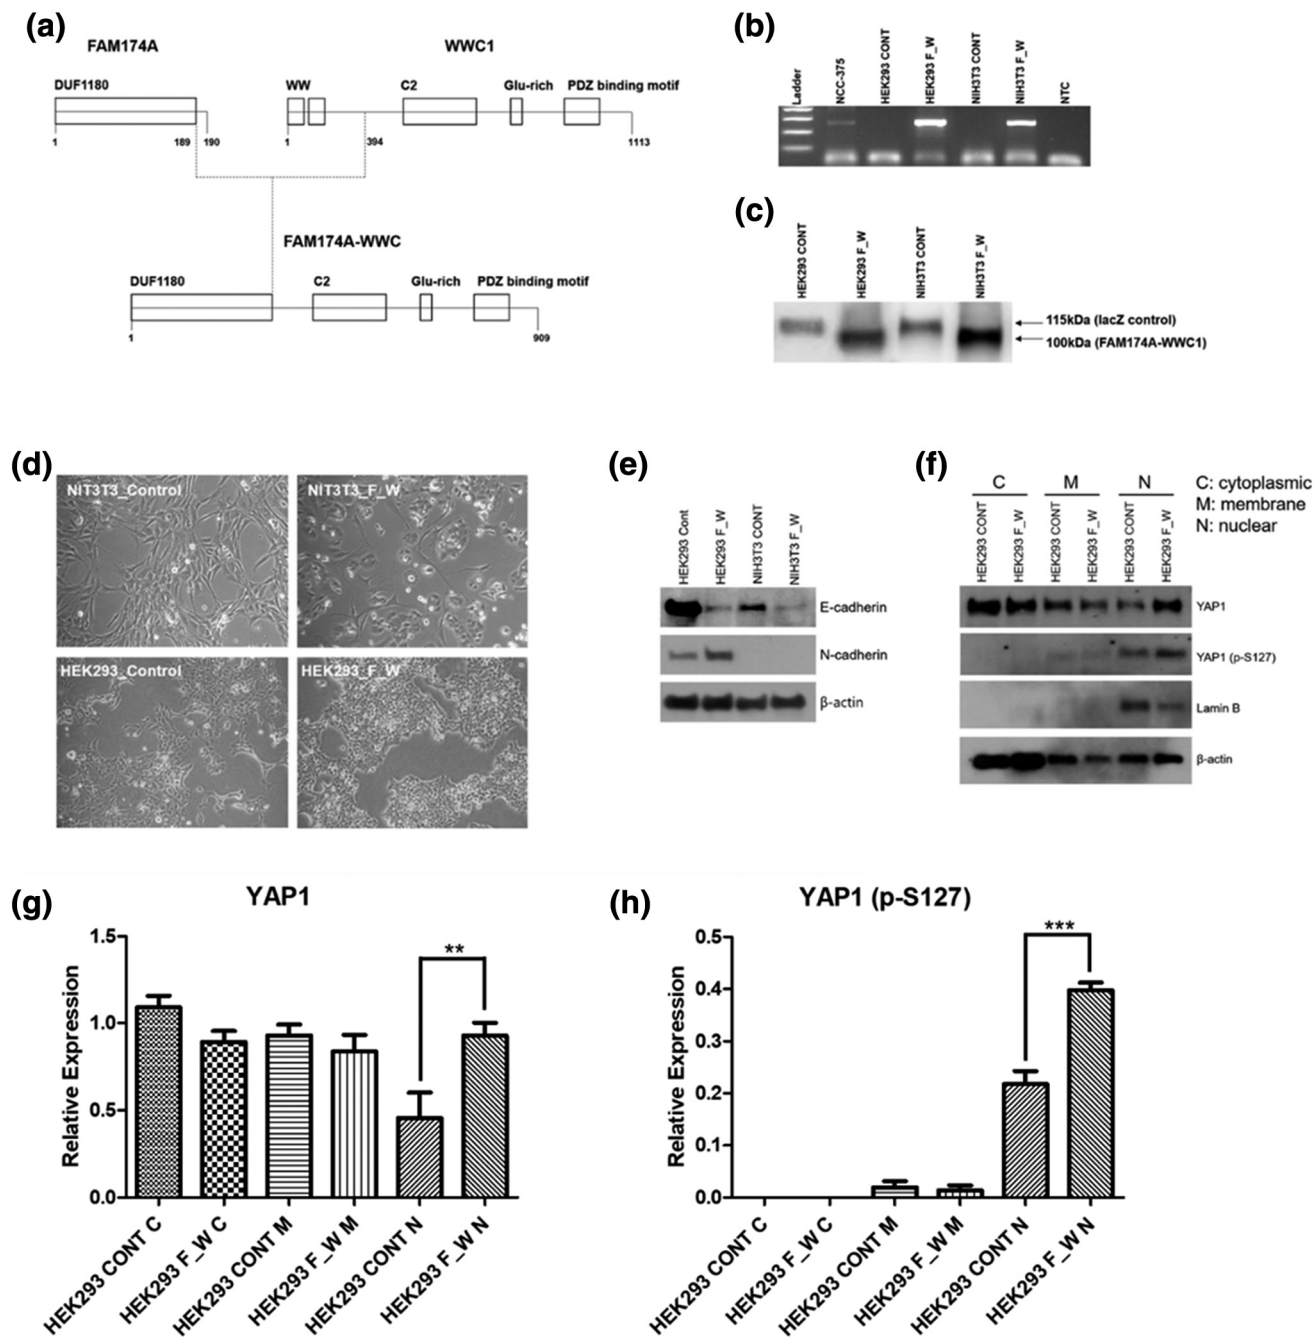 (a)
FAM174A
WWC1
DUF1180
WW
C2
Glu-rich
PDZ binding motif
1
189
190
1
394
1113
FAM174A-WWC
DUF1180
C2
Glu-rich
PDZ binding motif
1
909
(b)
Ladder
NCC-375
HEK293 CONT
HEK293 F_W
NIH3T3 CONT
NIH3T3 F_W
NTC
(c)
HEK293 CONT
HEK293 F_W
NIH3T3 CONT
NIH3T3 F_W
115kDa (lacZ control)
100kDa (FAM174A-WWC1)
(d)
NIT3T3_Control
NIT3T3_F_W
HEK293_Control
HEK293_F_W
(e)
HEK293 Cont
HEK293 F_W
NIH3T3 CONT
NIH3T3 F_W
E-cadherin
N-cadherin
β-actin
(f)
C
M
N
C: cytoplasmic
M: membrane
N: nuclear
HEK293 CONT
HEK293 F_W
HEK293 CONT
HEK293 F_W
HEK293 CONT
HEK293 F_W
YAP1
YAP1 (p-S127)
Lamin B
β-actin
(g)
YAP1
Relative Expression
1.5
1.0
0.5
0.0
**
HEK293 CONT C
HEK293 F_W C
HEK293 CONT M
HEK293 F_W M
HEK293 CONT N
HEK293 F_W N
(h)
YAP1 (p-S127)
Relative Expression
0.5
0.4
0.3
0.2
0.1
0.0
***
HEK293 CONT C
HEK293 F_W C
HEK293 CONT M
HEK293 F_W M
HEK293 CONT N
HEK293 F_W N